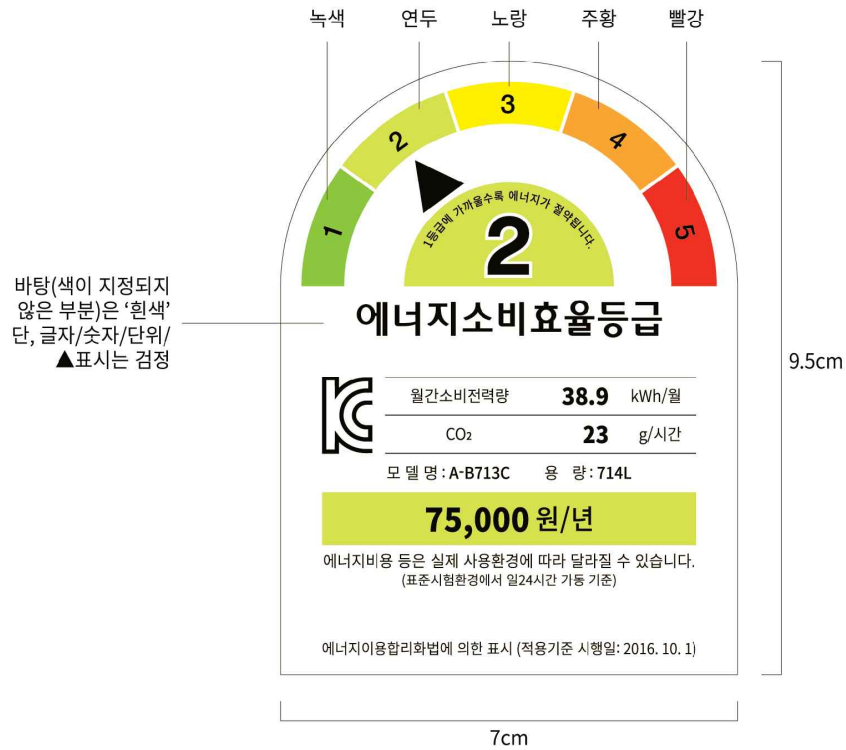 녹색 연두 노랑 주황 빨강
1 2 3 4 5
1등급에 가까울수록 에너지가 절약됩니다.
2
에너지소비효율등급
바탕(색이 지정되지
않은 부분)은 ‘흰색’
단, 글자/숫자/단위/
▲표시는 검정
월간소비전력량 38.9 kWh/월
CO₂ 23 g/시간
모 델 명 : A-B713C 용 량 : 714L
75,000 원/년
에너지비용 등은 실제 사용환경에 따라 달라질 수 있습니다.
(표준시험환경에서 일24시간 가동 기준)
에너지이용합리화법에 의한 표시 (적용기준 시행일: 2016. 10. 1)
9.5cm
7cm